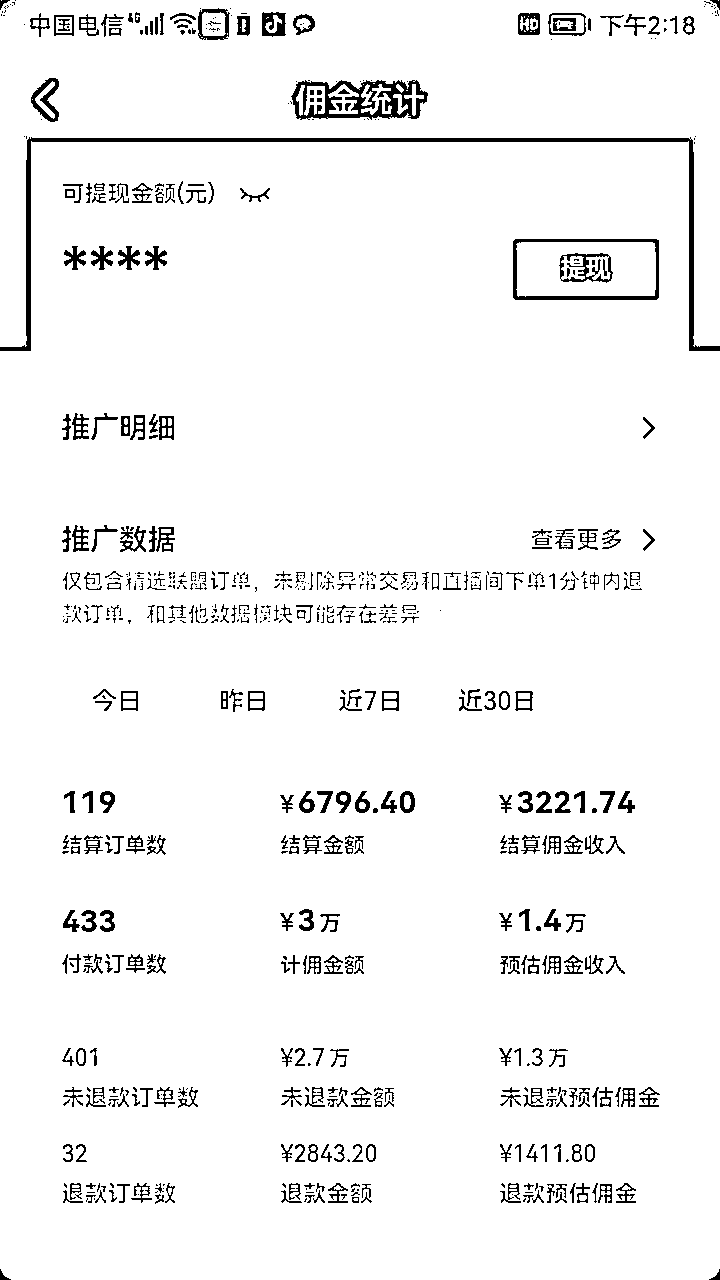 中国电信 4G HD 下午2:18
佣金统计
可提现金额(元)
****
提现
推广明细
推广数据 查看更多
仅包含精选联盟订单，未剔除异常交易和直播间下单1分钟内退
款订单，和其他数据模块可能存在差异
今日 昨日 近7日 近30日
119 ¥6796.40 ¥3221.74
结算订单数 结算金额 结算佣金收入
433 ¥3万 ¥1.4万
付款订单数 计佣金额 预估佣金收入
401 ¥2.7万 ¥1.3万
未退款订单数 未退款金额 未退款预估佣金
32 ¥2843.20 ¥1411.80
退款订单数 退款金额 退款预估佣金